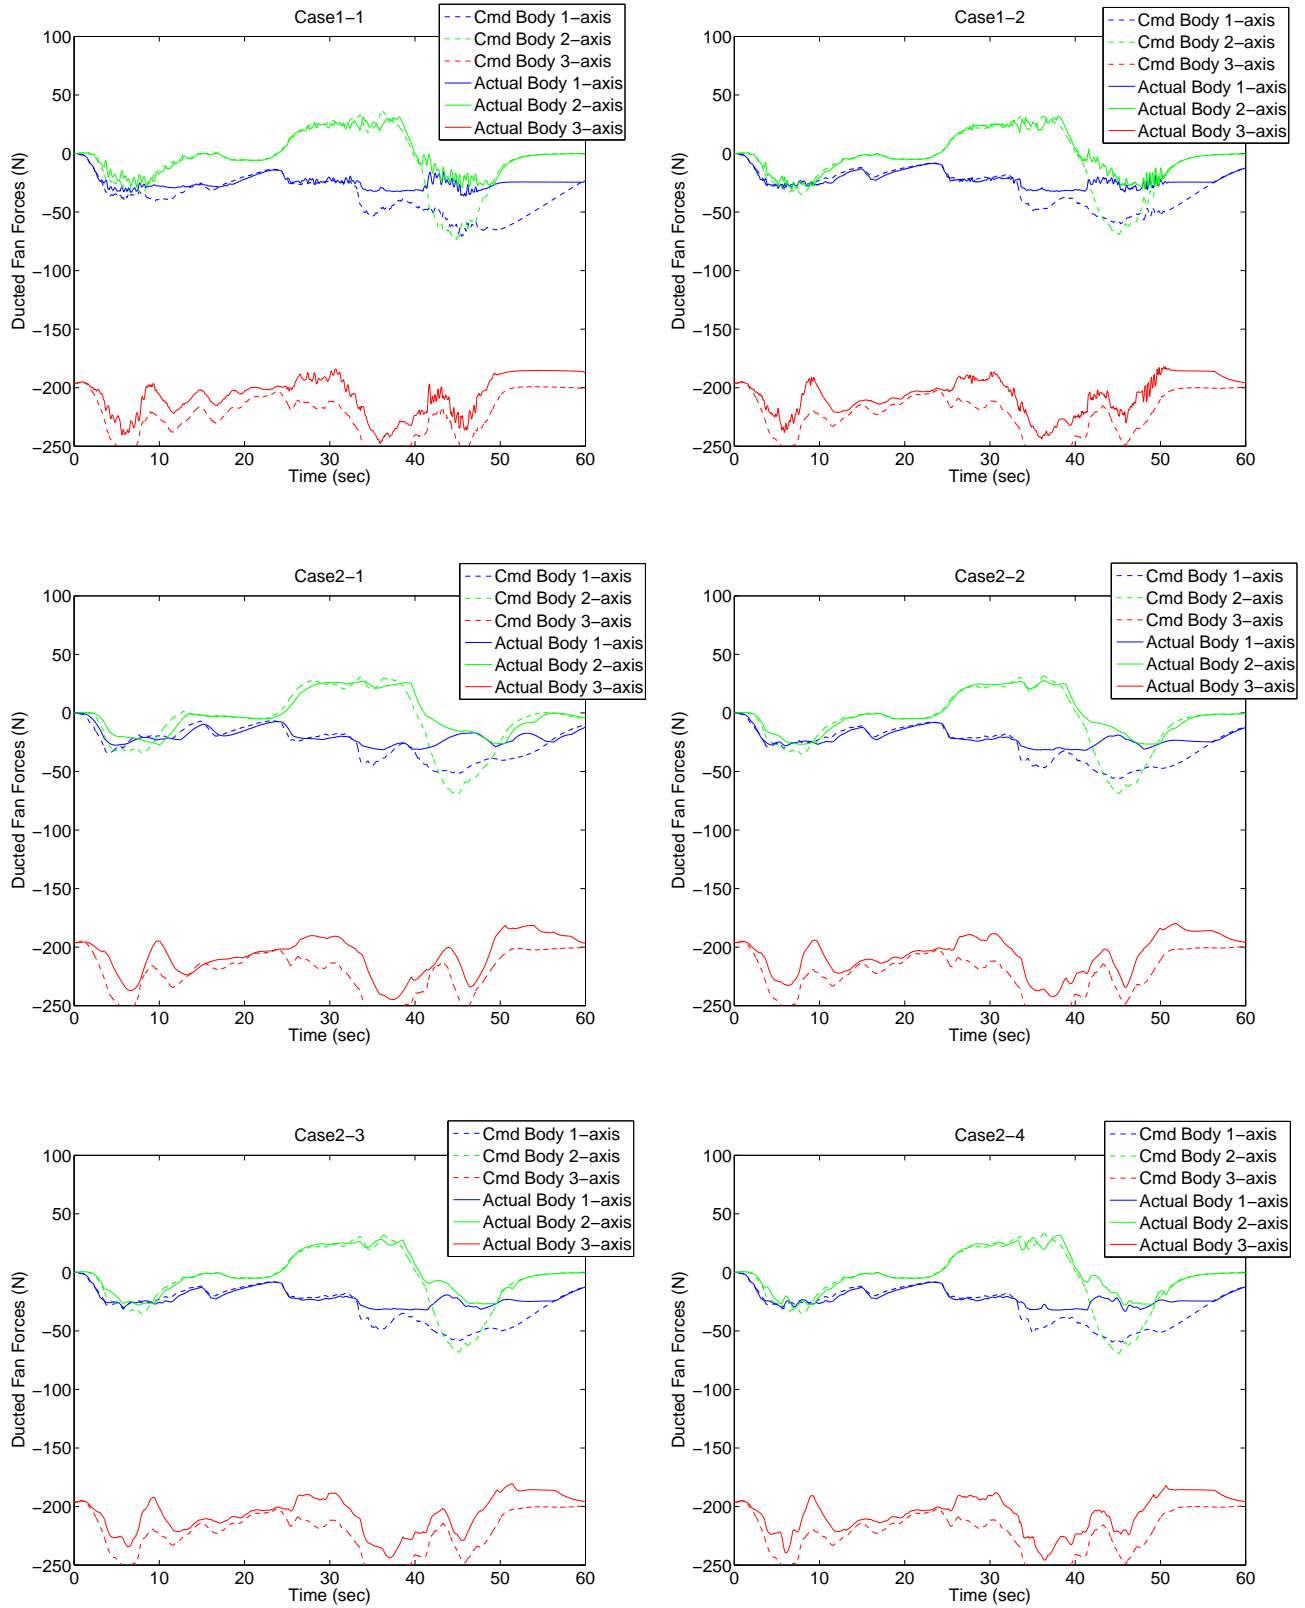 Case1−1
Cmd Body 1−axis
Cmd Body 2−axis
Cmd Body 3−axis
Actual Body 1−axis
Actual Body 2−axis
Actual Body 3−axis
100
50
0
−50
−100
−150
−200
−250
Ducted Fan Forces (N)
0 10 20 30 40 50 60
Time (sec)
Case1−2
Cmd Body 1−axis
Cmd Body 2−axis
Cmd Body 3−axis
Actual Body 1−axis
Actual Body 2−axis
Actual Body 3−axis
100
50
0
−50
−100
−150
−200
−250
Ducted Fan Forces (N)
0 10 20 30 40 50 60
Time (sec)
Case2−1
Cmd Body 1−axis
Cmd Body 2−axis
Cmd Body 3−axis
Actual Body 1−axis
Actual Body 2−axis
Actual Body 3−axis
100
50
0
−50
−100
−150
−200
−250
Ducted Fan Forces (N)
0 10 20 30 40 50 60
Time (sec)
Case2−2
Cmd Body 1−axis
Cmd Body 2−axis
Cmd Body 3−axis
Actual Body 1−axis
Actual Body 2−axis
Actual Body 3−axis
100
50
0
−50
−100
−150
−200
−250
Ducted Fan Forces (N)
0 10 20 30 40 50 60
Time (sec)
Case2−3
Cmd Body 1−axis
Cmd Body 2−axis
Cmd Body 3−axis
Actual Body 1−axis
Actual Body 2−axis
Actual Body 3−axis
100
50
0
−50
−100
−150
−200
−250
Ducted Fan Forces (N)
0 10 20 30 40 50 60
Time (sec)
Case2−4
Cmd Body 1−axis
Cmd Body 2−axis
Cmd Body 3−axis
Actual Body 1−axis
Actual Body 2−axis
Actual Body 3−axis
100
50
0
−50
−100
−150
−200
−250
Ducted Fan Forces (N)
0 10 20 30 40 50 60
Time (sec)